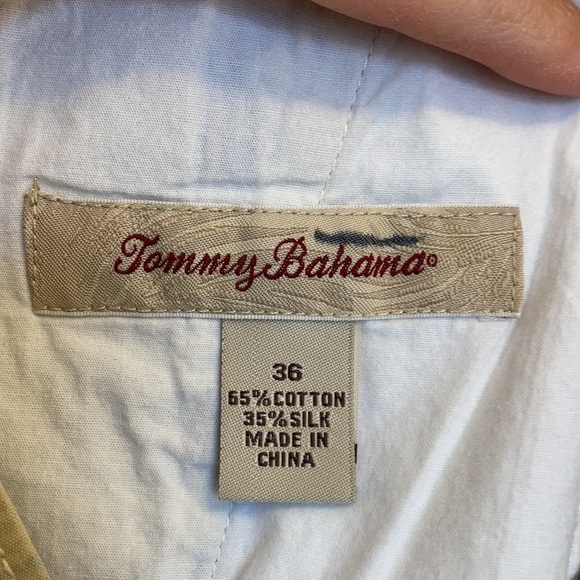 Tommy Bahama®
36
65% COTTON
35% SILK
MADE IN
CHINA